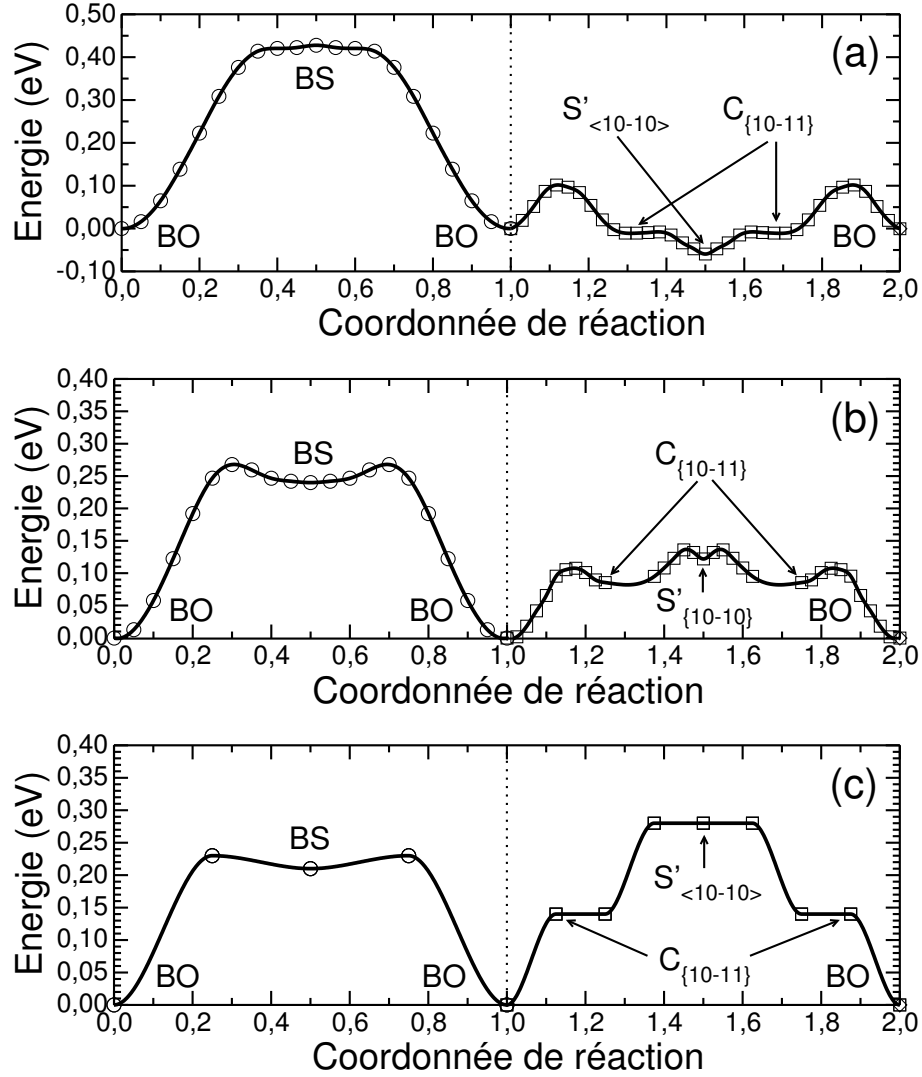 0,50
0,40
0,30
0,20
0,10
0,00
-0,10
Energie (eV)
(a)
BS
S'<10-10>
C{10-11}
BO BO BO
0,0 0,2 0,4 0,6 0,8 1,0 1,2 1,4 1,6 1,8 2,0
Coordonnée de réaction
0,40
0,35
0,30
0,25
0,20
0,15
0,10
0,05
0,00
Energie (eV)
(b)
BS
C{10-11}
S'{10-10}
BO BO BO
0,0 0,2 0,4 0,6 0,8 1,0 1,2 1,4 1,6 1,8 2,0
Coordonnée de réaction
0,40
0,35
0,30
0,25
0,20
0,15
0,10
0,05
0,00
Energie (eV)
(c)
BS
S'<10-10>
C{10-11}
BO BO BO
0,0 0,2 0,4 0,6 0,8 1,0 1,2 1,4 1,6 1,8 2,0
Coordonnée de réaction